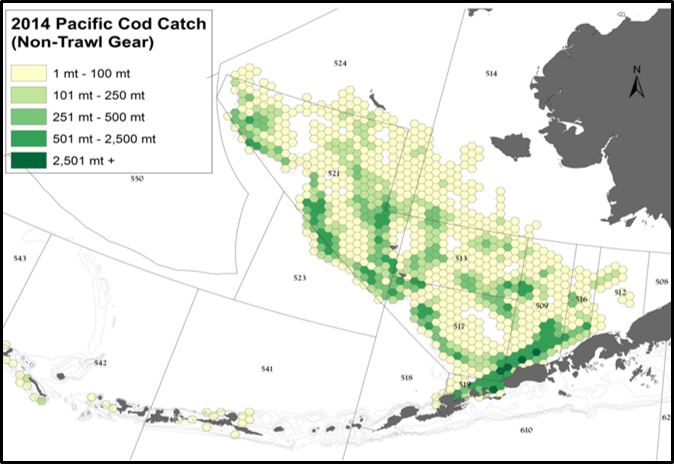 2014 Pacific Cod Catch
(Non-Trawl Gear)
1 mt - 100 mt
101 mt - 250 mt
251 mt - 500 mt
501 mt - 2,500 mt
2,501 mt +
N
524
514
550
521
513
543
523
508
512
516
509
517
542
541
518
519
610